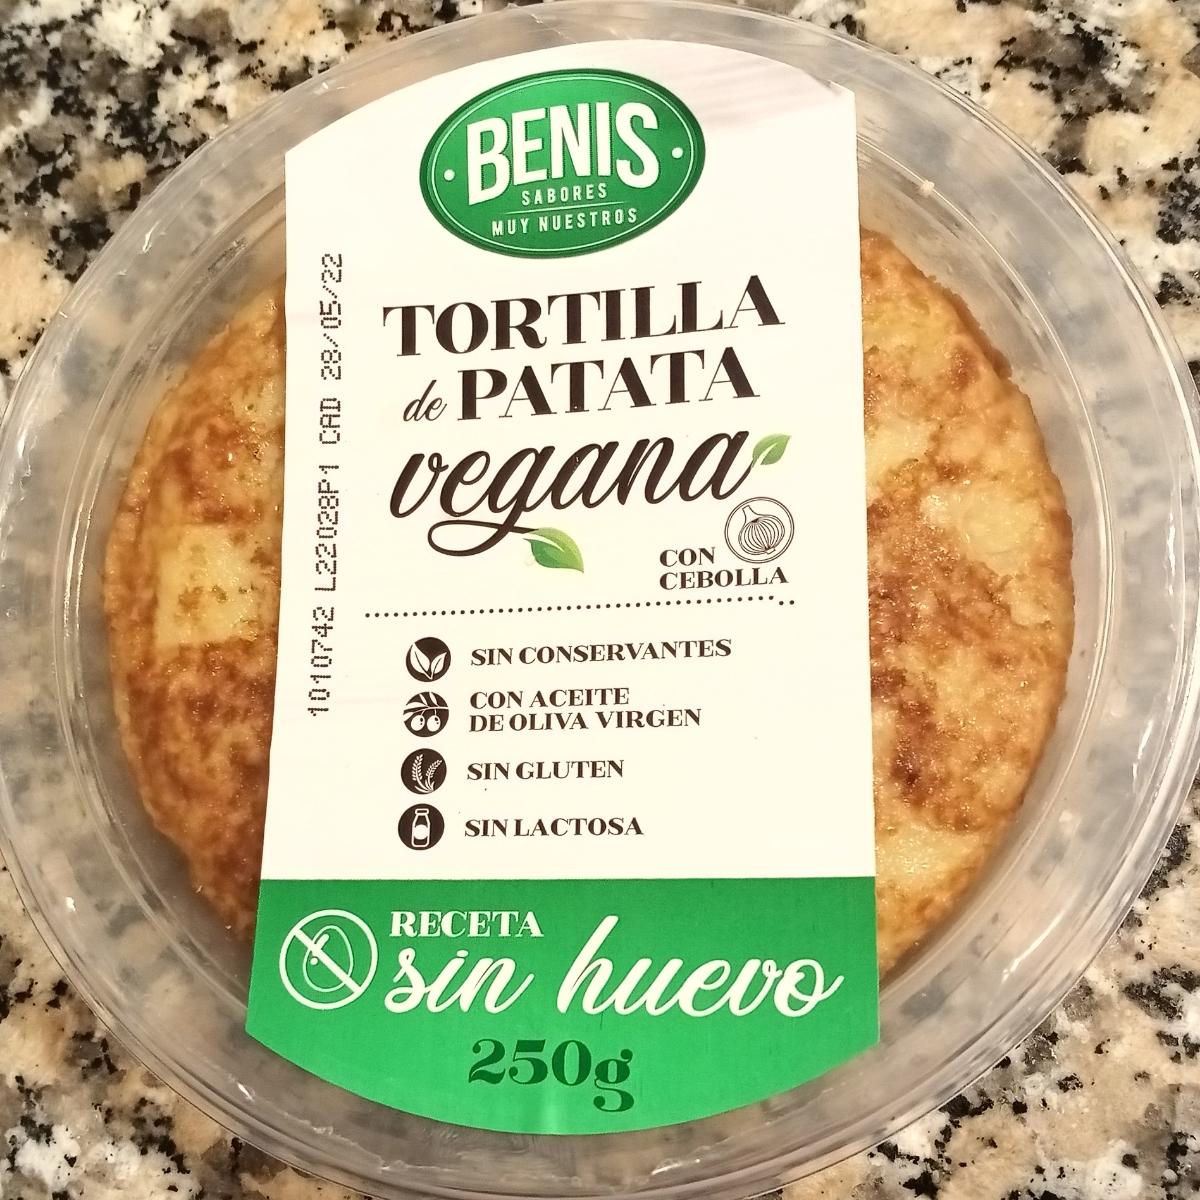 BENIS
SABORES
MUY NUESTROS
TORTILLA
de PATATA
vegana
CON
CEBOLLA
SIN CONSERVANTES
CON ACEITE
DE OLIVA VIRGEN
SIN GLUTEN
SIN LACTOSA
RECETA
sin huevo
250g
1010742 L22028P1 CAD 28/05/22